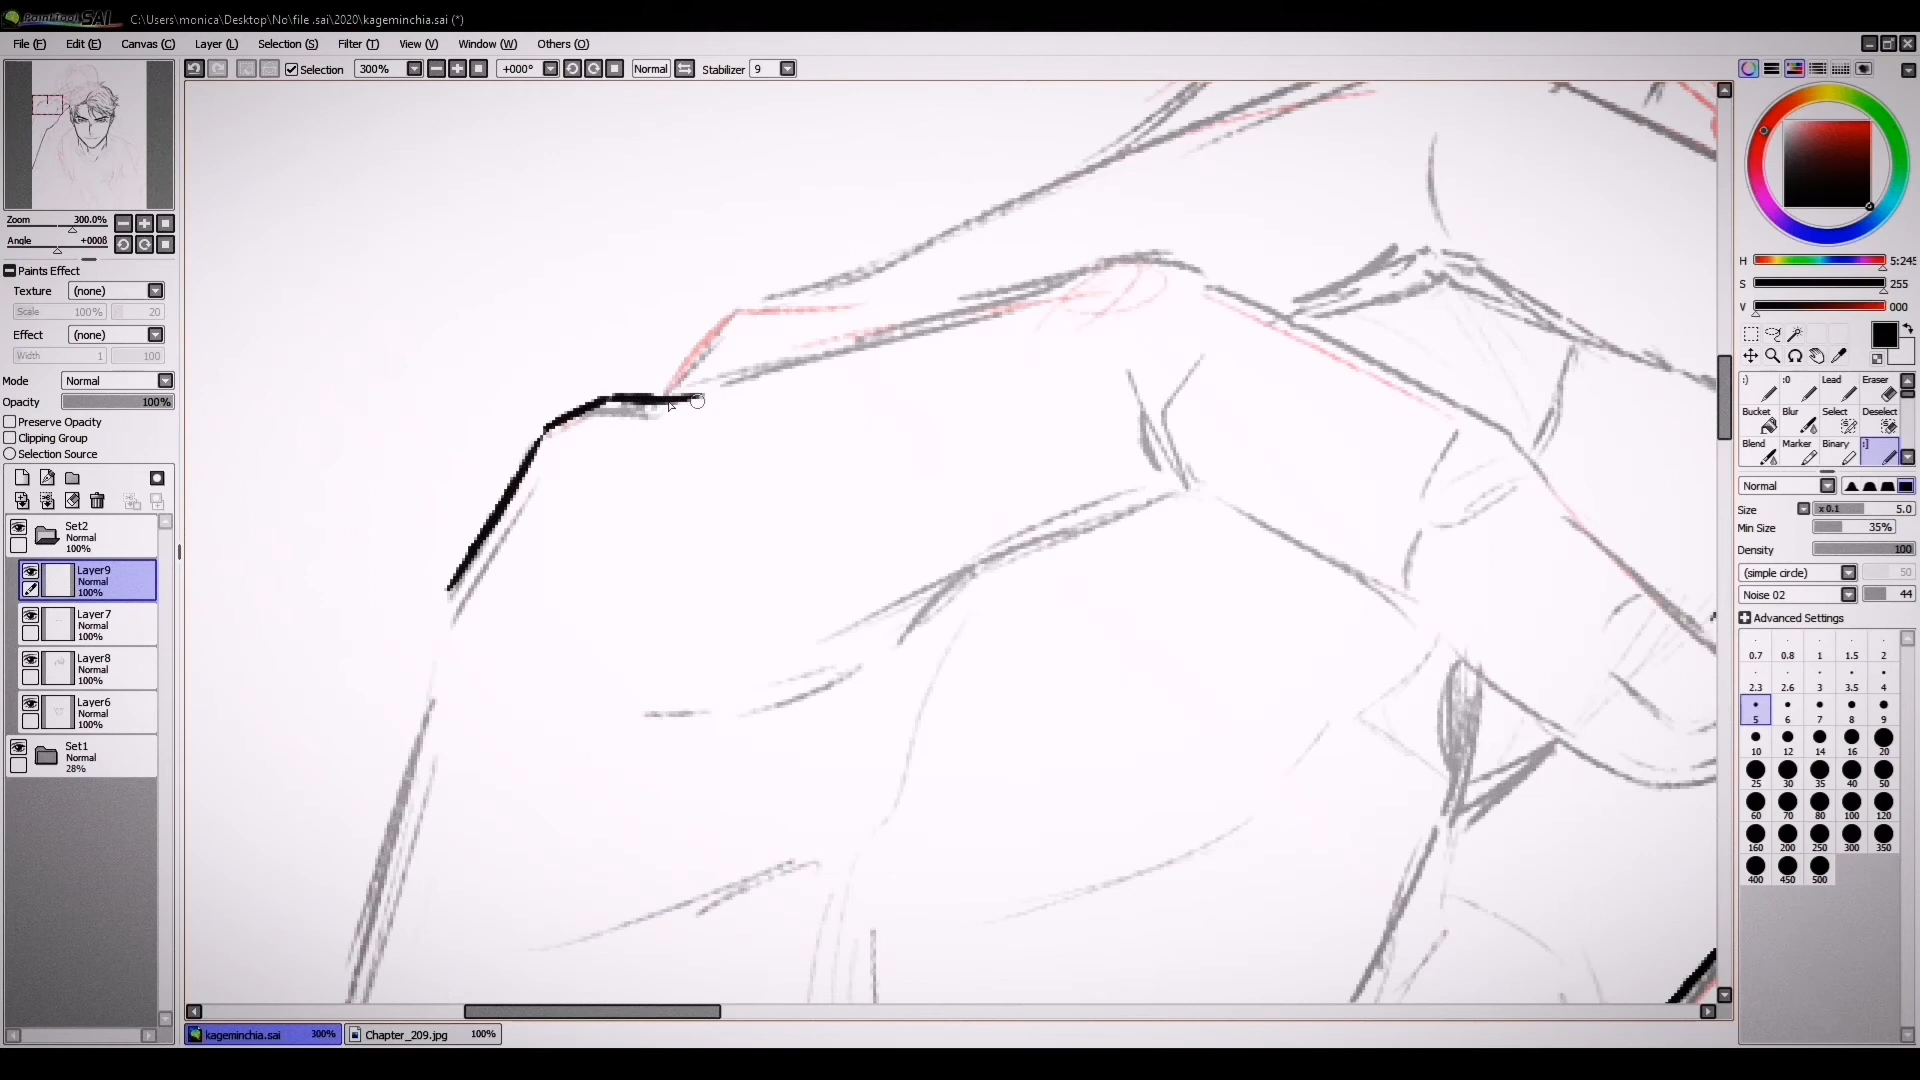 PaintTool SAI C:\Users\monica\Desktop\No\file .sai\2020\kageminchia.sai (*)
File (F) Edit (E) Canvas (C) Layer (L) Selection (S) Filter (T) View (V) Window (W) Others (O)
Selection 300% +000° Normal Stabilizer 9
Zoom 300.0%
Angle +0008
Paints Effect
Texture (none)
Scale 100% 20
Effect (none)
Width 1 100
Mode Normal
Opacity 100%
Preserve Opacity
Clipping Group
Selection Source
Set2
100%
Layer9
Normal
100%
Layer7
Normal
100%
Layer8
Normal
100%
Layer6
Normal
100%
Set1
Normal
28%
kageminchia.sai 300% Chapter_209.jpg 100%
H 5:245
S 255
V 000
:) :0 Lead Eraser
Bucket Blur Select Deselect
Blend Marker Binary :]
Normal
Size x 0.1 5.0
Min Size 35%
Density 100
(simple circle) 50
Noise 02 44
Advanced Settings
0.7 0.8 1 1.5 2
2.3 2.6 3 3.5 4
5 6 7 8 9
10 12 14 16 20
25 30 35 40 50
60 70 80 100 120
160 200 250 300 350
400 450 500